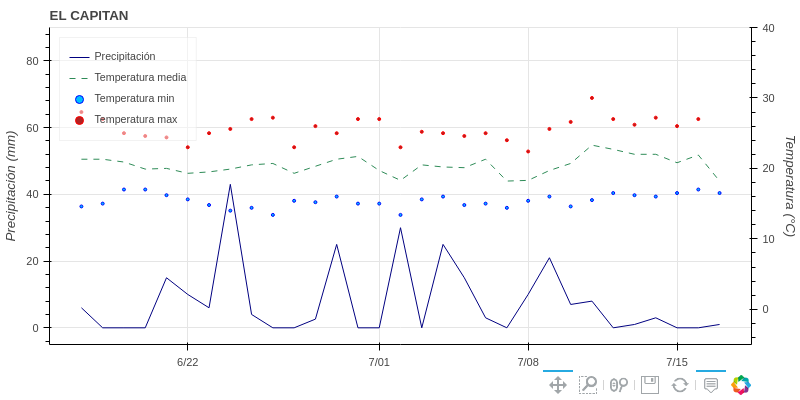 EL CAPITAN
Precipitación
Temperatura media
Temperatura min
Temperatura max
Precipitación (mm)
80
60
40
20
0
Temperatura (°C)
40
30
20
10
0
6/22
7/01
7/08
7/15